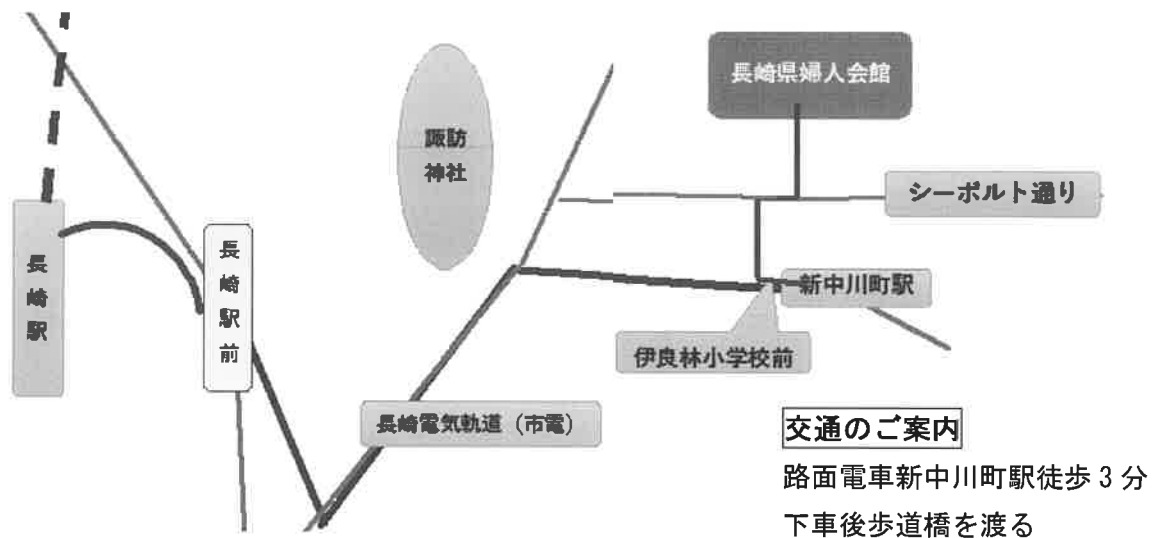 長崎県婦人会館
諏訪
神社
シーボルト通り
長崎駅
長崎駅前
新中川町駅
伊良林小学校前
長崎電気軌道（市電）
交通のご案内
路面電車新中川町駅徒歩3分
下車後歩道橋を渡る